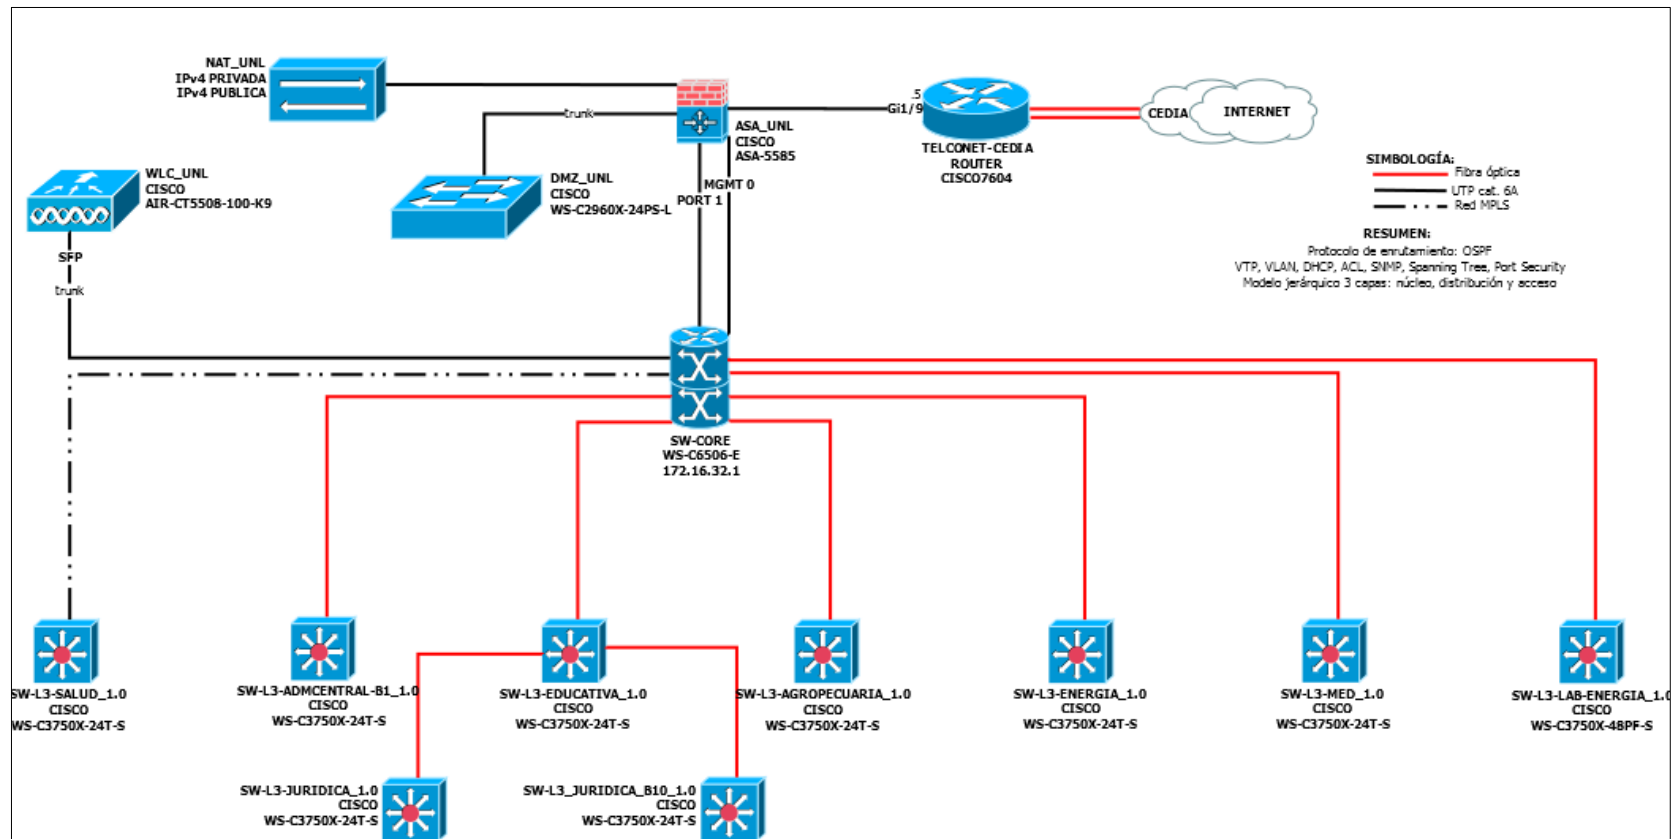 NAT_UNL
IPv4 PRIVADA
IPv4 PUBLICA
trunk
ASA_UNL
CISCO
ASA-5585
.5
Gi1/9
TELCONET-CEDIA
ROUTER
CISCO7604
CEDIA
INTERNET
SIMBOLOGÍA:
Fibra óptica
UTP cat. 6A
Red MPLS
RESUMEN:
Protocolo de enrutamiento: OSPF
VTP, VLAN, DHCP, ACL, SNMP, Spanning Tree, Port Security
Modelo jerárquico 3 capas: núcleo, distribución y acceso
WLC_UNL
CISCO
AIR-CT5508-100-K9
DMZ_UNL
CISCO
WS-C2960X-24PS-L
MGMT 0
PORT 1
SFP
trunk
SW-CORE
WS-C6506-E
172.16.32.1
SW-L3-SALUD_1.0
CISCO
WS-C3750X-24T-S
SW-L3-ADMCENTRAL-B1_1.0
CISCO
WS-C3750X-24T-S
SW-L3-EDUCATIVA_1.0
CISCO
WS-C3750X-24T-S
SW-L3-AGROPECUARIA_1.0
CISCO
WS-C3750X-24T-S
SW-L3-ENERGIA_1.0
CISCO
WS-C3750X-24T-S
SW-L3-MED_1.0
CISCO
WS-C3750X-24T-S
SW-L3-LAB-ENERGIA_1.0
CISCO
WS-C3750X-48PF-S
SW-L3-JURIDICA_1.0
CISCO
WS-C3750X-24T-S
SW-L3_JURIDICA_B10_1.0
CISCO
WS-C3750X-24T-S